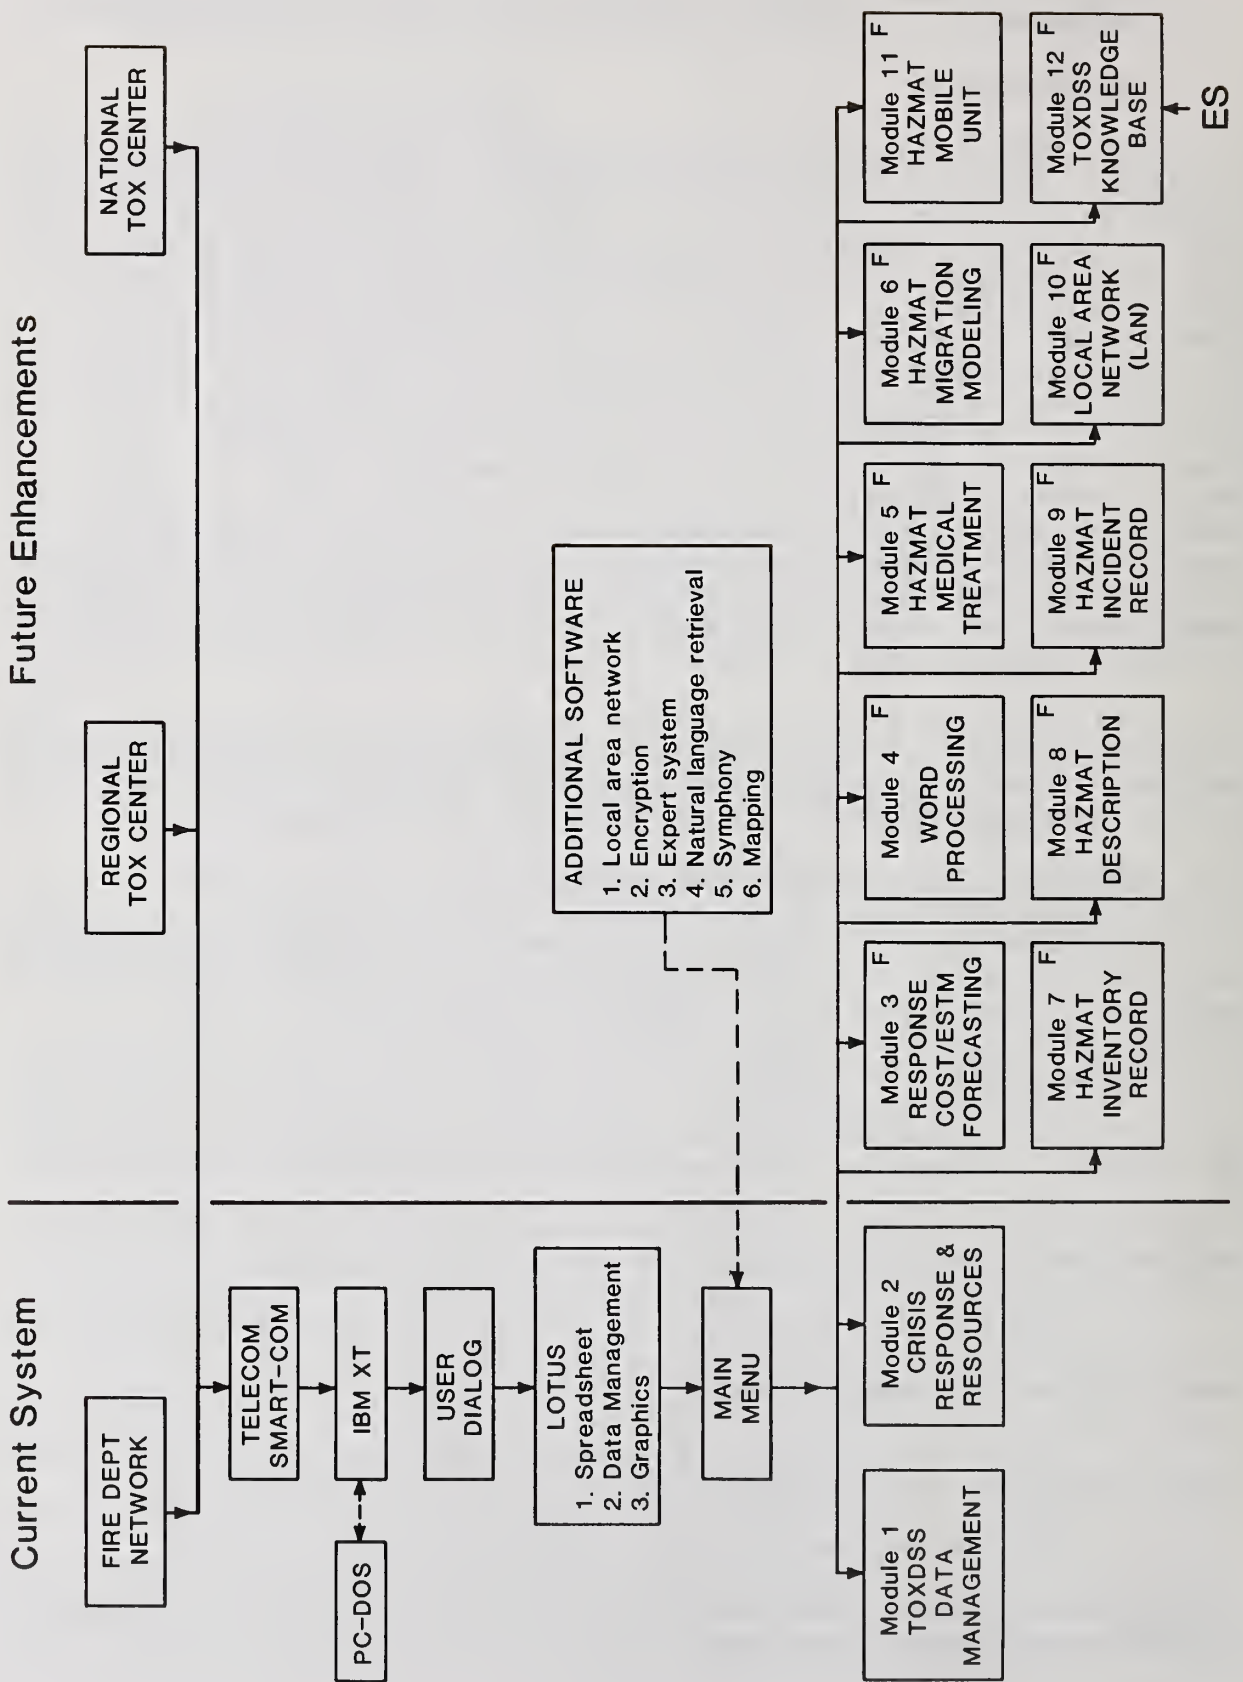 Current System
Future Enhancements
FIRE DEPT
NETWORK
REGIONAL
TOX CENTER
NATIONAL
TOX CENTER
TELECOM
SMART-COM
PC-DOS
IBM XT
USER
DIALOG
LOTUS
1. Spreadsheet
2. Data Management
3. Graphics
ADDITIONAL SOFTWARE
1. Local area network
2. Encryption
3. Expert system
4. Natural language retrieval
5. Symphony
6. Mapping
MAIN
MENU
Module 1
TOXDSS
DATA
MANAGEMENT
Module 2
CRISIS
RESPONSE &
RESOURCES
Module 3 F
RESPONSE
COST/ESTM
FORECASTING
Module 4 F
WORD
PROCESSING
Module 5 F
HAZMAT
MEDICAL
TREATMENT
Module 6 F
HAZMAT
MIGRATION
MODELING
Module 11 F
HAZMAT
MOBILE
UNIT
Module 7 F
HAZMAT
INVENTORY
RECORD
Module 8 F
HAZMAT
DESCRIPTION
Module 9 F
HAZMAT
INCIDENT
RECORD
Module 10 F
LOCAL AREA
NETWORK
(LAN)
Module 12 F
TOXDSS
KNOWLEDGE
BASE
ES